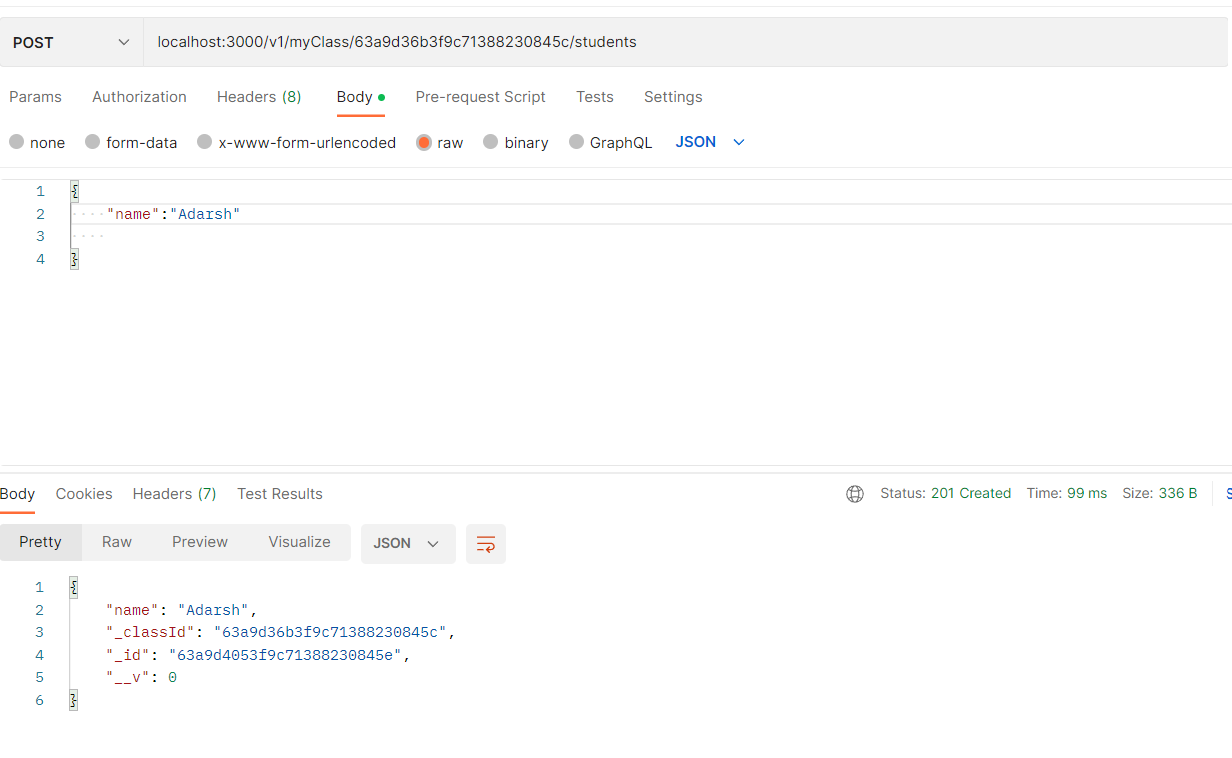 POST localhost:3000/v1/myClass/63a9d36b3f9c71388230845c/students
Params Authorization Headers (8) Body Pre-request Script Tests Settings
none form-data x-www-form-urlencoded raw binary GraphQL JSON
1 {
2 "name":"Adarsh"
3
4 }
Body Cookies Headers (7) Test Results Status: 201 Created Time: 99 ms Size: 336 B
Pretty Raw Preview Visualize JSON
1 {
2 "name": "Adarsh",
3 "_classId": "63a9d36b3f9c71388230845c",
4 "_id": "63a9d4053f9c71388230845e",
5 "__v": 0
6 }